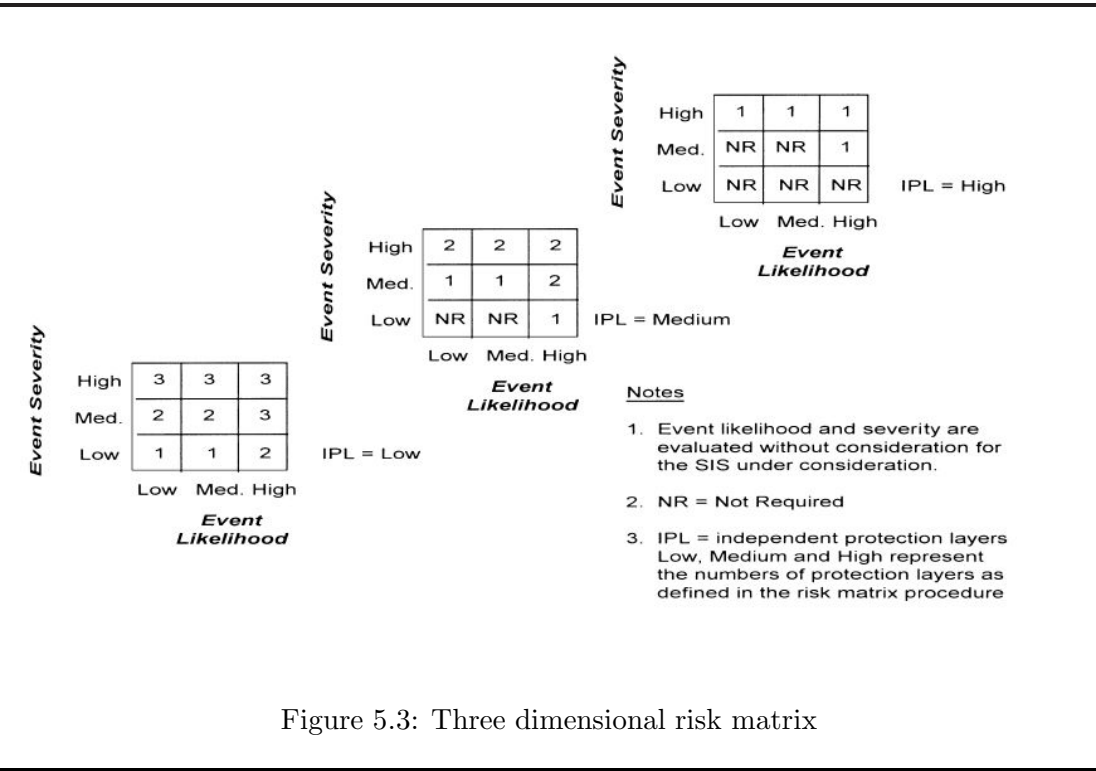 Event Severity
High 1 1 1
Med. NR NR 1
Low NR NR NR IPL = High
Low Med. High
Event
Likelihood
Event Severity
High 2 2 2
Med. 1 1 2
Low NR NR 1 IPL = Medium
Low Med. High
Event
Likelihood
Event Severity
High 3 3 3
Med. 2 2 3
Low 1 1 2 IPL = Low
Low Med. High
Event
Likelihood
Notes
1. Event likelihood and severity are
evaluated without consideration for
the SIS under consideration.
2. NR = Not Required
3. IPL = independent protection layers
Low, Medium and High represent
the numbers of protection layers as
defined in the risk matrix procedure
Figure 5.3: Three dimensional risk matrix